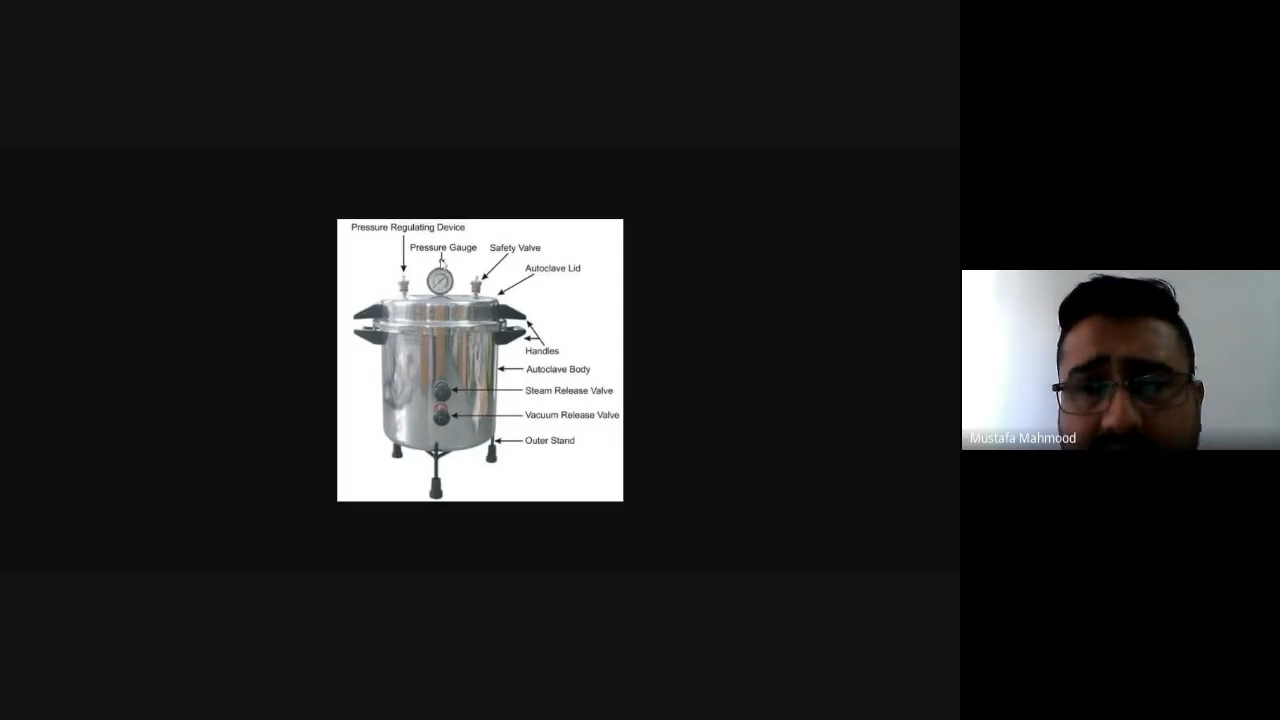 Pressure Regulating Device
Pressure Gauge
Safety Valve
Autoclave Lid
Handles
Autoclave Body
Steam Release Valve
Vacuum Release Valve
Outer Stand
Mustafa Mahmood